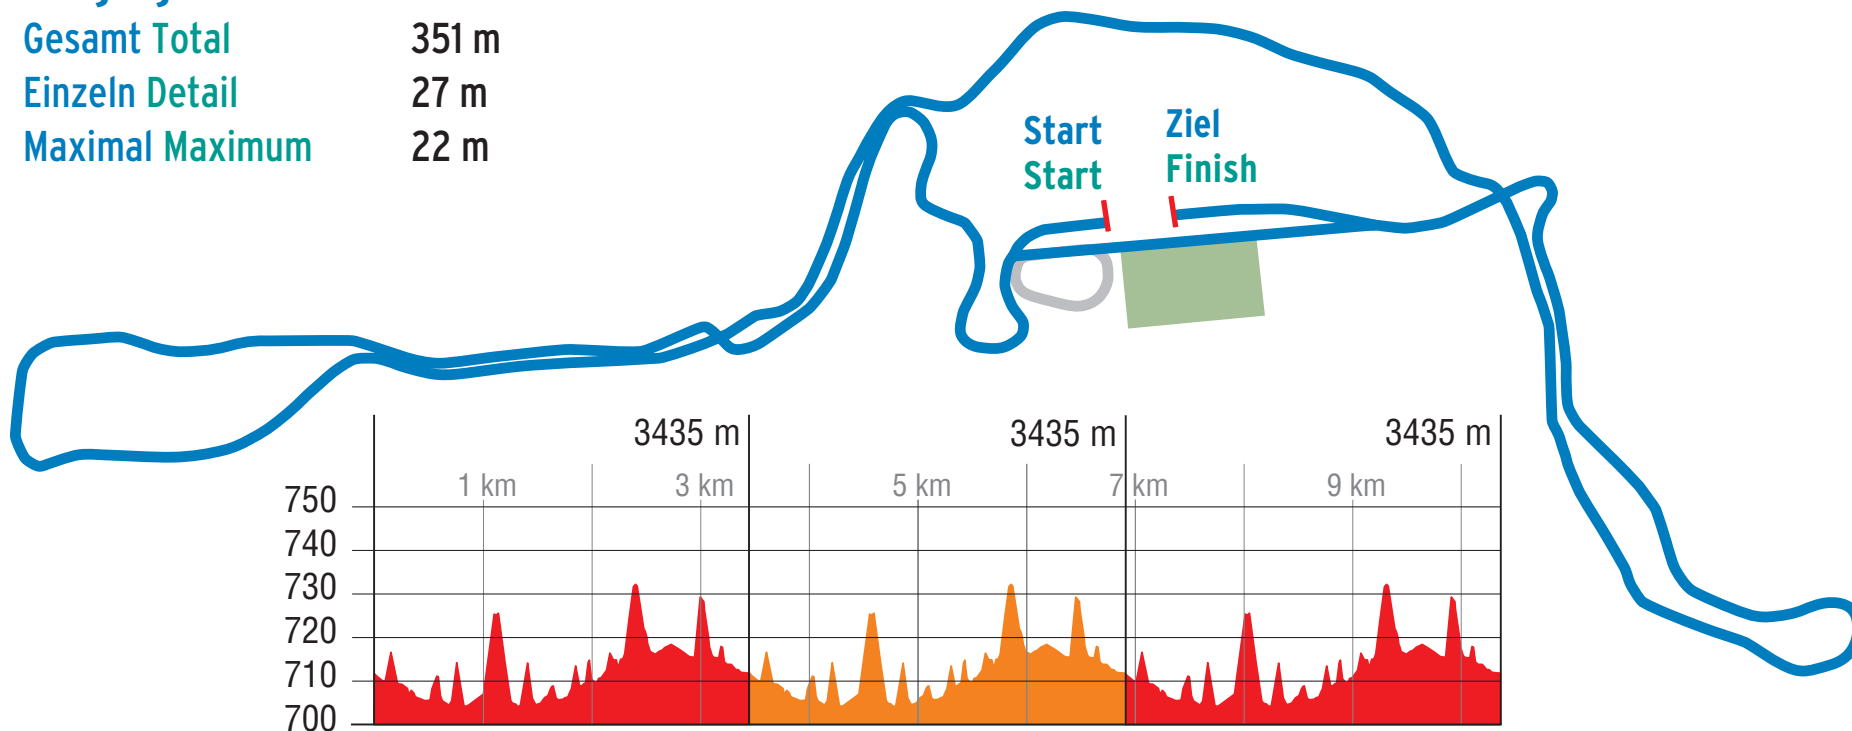 Gesamt Total 351 m
Einzeln Detail 27 m
Maximal Maximum 22 m
Start
Start
Ziel
Finish
3435 m 3435 m 3435 m
1 km 3 km 5 km 7 km 9 km
750
740
730
720
710
700